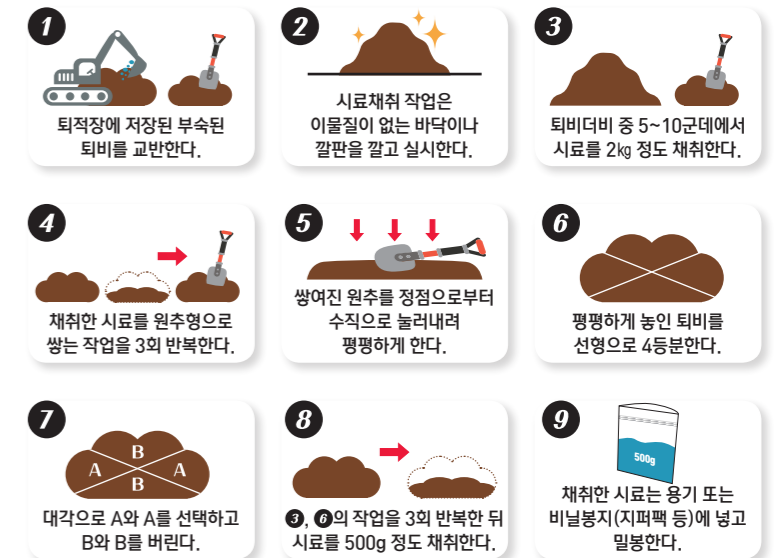 1
퇴적장에 저장된 부숙된
퇴비를 교반한다.
2
시료채취 작업은
이물질이 없는 바닥이나
깔판을 깔고 실시한다.
3
퇴비더비 중 5~10군데에서
시료를 2㎏ 정도 채취한다.
4
채취한 시료를 원추형으로
쌓는 작업을 3회 반복한다.
5
쌓여진 원추를 정점으로부터
수직으로 눌러내려
평평하게 한다.
6
평평하게 놓인 퇴비를
선형으로 4등분한다.
7
B
A A
B
대각으로 A와 A를 선택하고
B와 B를 버린다.
8
❸, ❻의 작업을 3회 반복한 뒤
시료를 500g 정도 채취한다.
9
500g
채취한 시료는 용기 또는
비닐봉지(지퍼팩 등)에 넣고
밀봉한다.